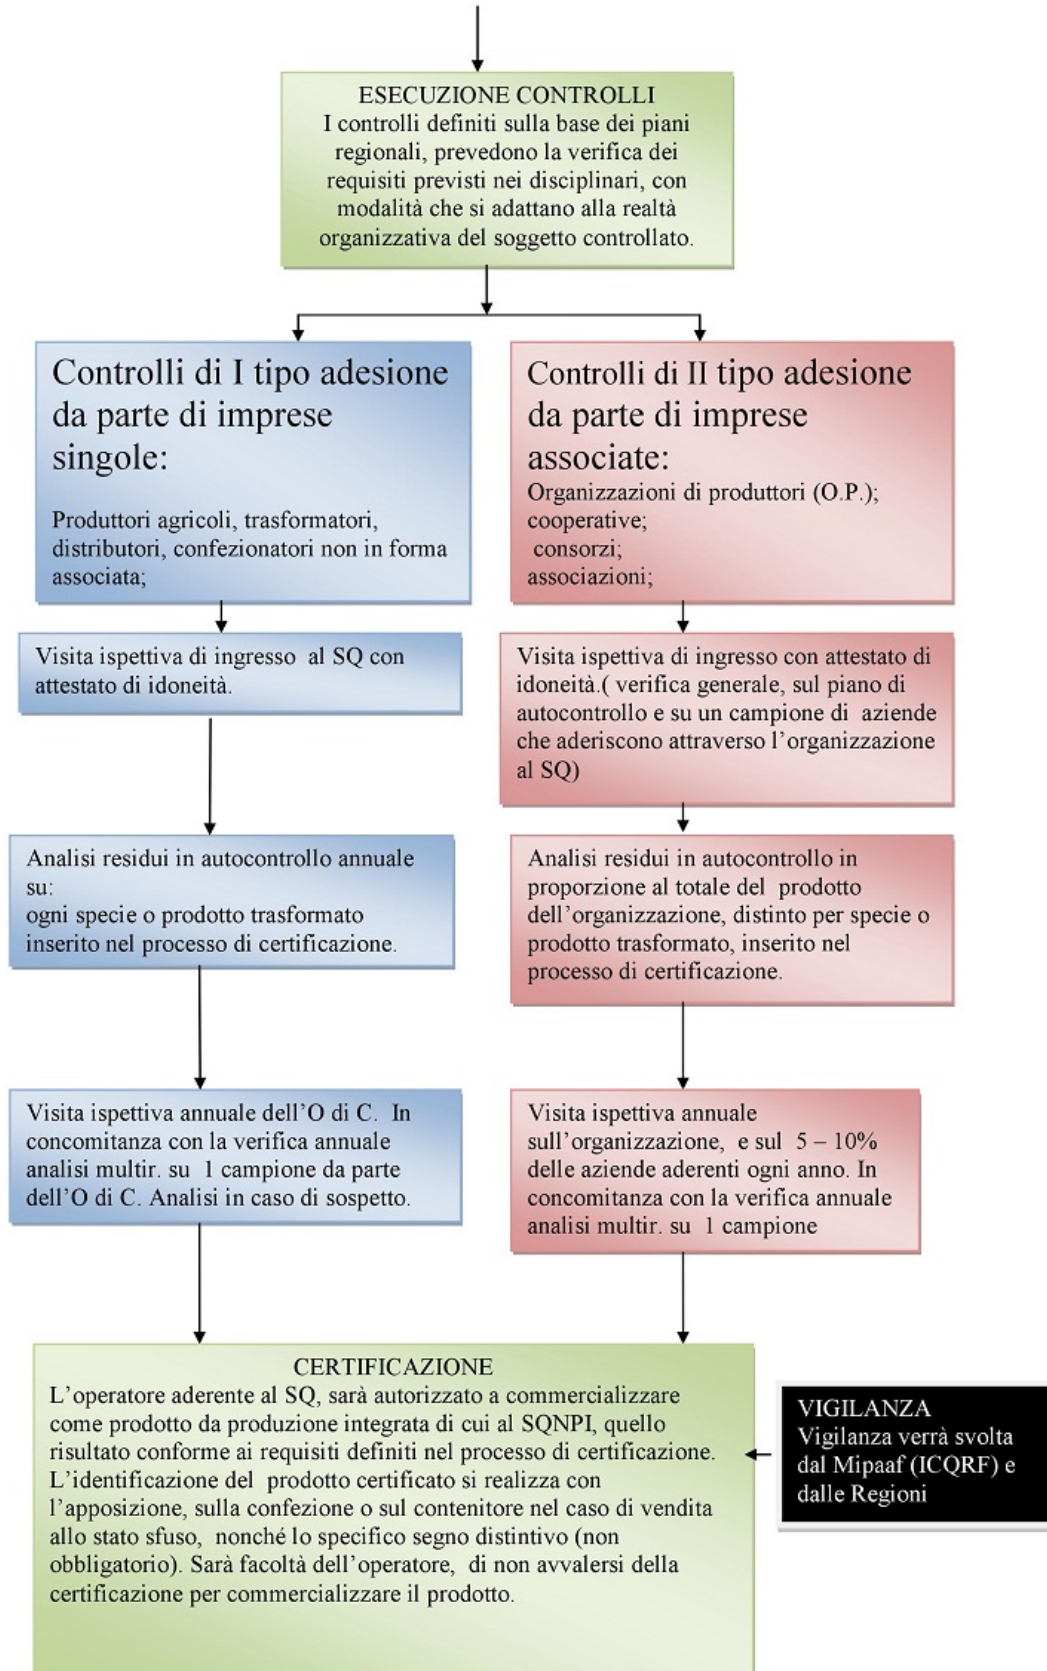 ESECUZIONE CONTROLLI
I controlli definiti sulla base dei piani
regionali, prevedono la verifica dei
requisiti previsti nei disciplinari, con
modalità che si adattano alla realtà
organizzativa del soggetto controllato.
Controlli di I tipo adesione
da parte di imprese
singole:
Produttori agricoli, trasformatori,
distributori, confezionatori non in forma
associata;
Controlli di II tipo adesione
da parte di imprese
associate:
Organizzazioni di produttori (O.P.);
cooperative;
consorzi;
associazioni;
Visita ispettiva di ingresso al SQ con
attestato di idoneità.
Visita ispettiva di ingresso con attestato di
idoneità.( verifica generale, sul piano di
autocontrollo e su un campione di aziende
che aderiscono attraverso l'organizzazione
al SQ)
Analisi residui in autocontrollo annuale
su:
ogni specie o prodotto trasformato
inserito nel processo di certificazione.
Analisi residui in autocontrollo in
proporzione al totale del prodotto
dell'organizzazione, distinto per specie o
prodotto trasformato, inserito nel
processo di certificazione.
Visita ispettiva annuale dell'O di C. In
concomitanza con la verifica annuale
analisi multir. su 1 campione da parte
dell'O di C. Analisi in caso di sospetto.
Visita ispettiva annuale
sull'organizzazione, e sul 5 – 10%
delle aziende aderenti ogni anno. In
concomitanza con la verifica annuale
analisi multir. su 1 campione
CERTIFICAZIONE
L'operatore aderente al SQ, sarà autorizzato a commercializzare
come prodotto da produzione integrata di cui al SQNPI, quello
risultato conforme ai requisiti definiti nel processo di certificazione.
L'identificazione del prodotto certificato si realizza con
l'apposizione, sulla confezione o sul contenitore nel caso di vendita
allo stato sfuso, nonché lo specifico segno distintivo (non
obbligatorio). Sarà facoltà dell'operatore, di non avvalersi della
certificazione per commercializzare il prodotto.
VIGILANZA
Vigilanza verrà svolta
dal Mipaaf (ICQRF) e
dalle Regioni